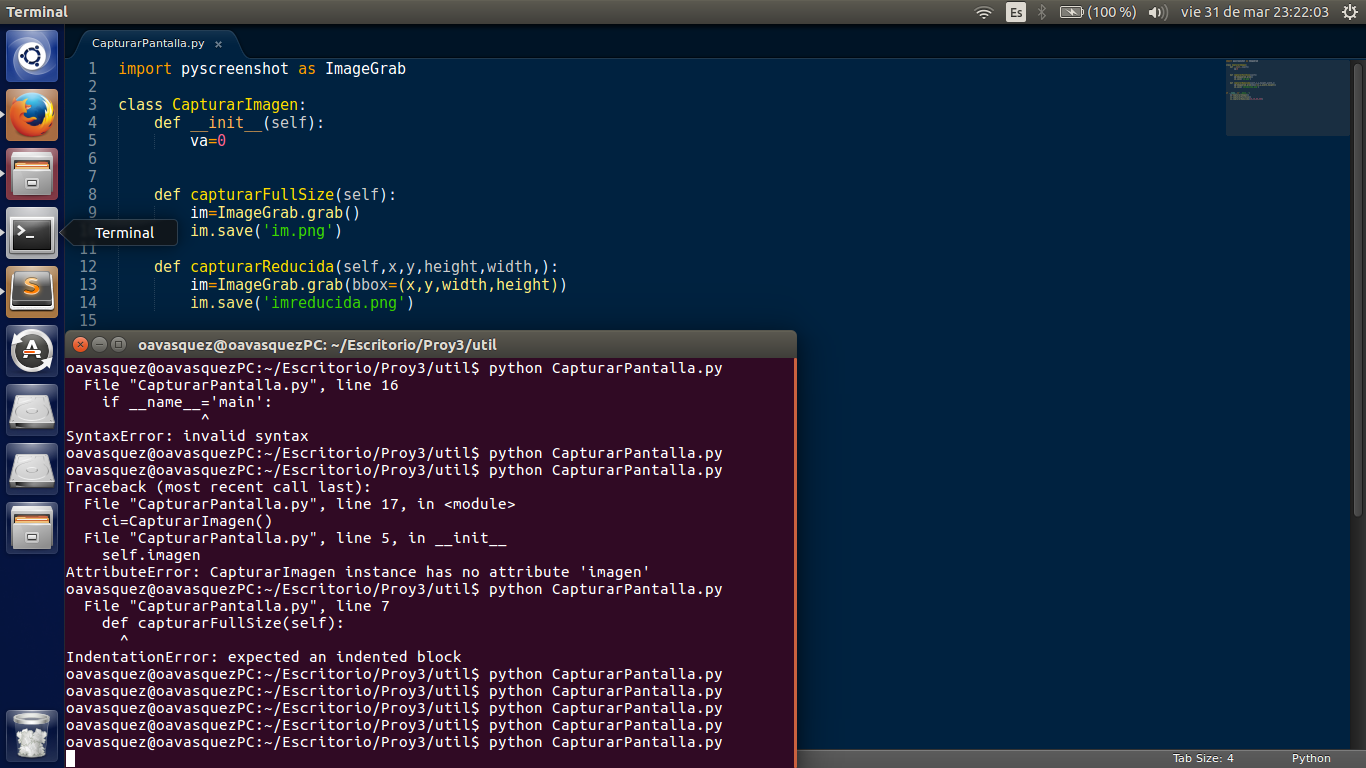 Terminal
Es
(100 %)
vie 31 de mar 23:22:03
CapturarPantalla.py ×
1 import pyscreenshot as ImageGrab
2
3 class CapturarImagen:
4 def __init__(self):
5 va=0
6
7
8 def capturarFullSize(self):
9 im=ImageGrab.grab()
Terminal
im.save('im.png')
11
12 def capturarReducida(self,x,y,height,width,):
13 im=ImageGrab.grab(bbox=(x,y,width,height))
14 im.save('imreducida.png')
15
oavasquez@oavasquezPC: ~/Escritorio/Proy3/util
oavasquez@oavasquezPC:~/Escritorio/Proy3/util$ python CapturarPantalla.py
File "CapturarPantalla.py", line 16
if __name__='main':
^
SyntaxError: invalid syntax
oavasquez@oavasquezPC:~/Escritorio/Proy3/util$ python CapturarPantalla.py
oavasquez@oavasquezPC:~/Escritorio/Proy3/util$ python CapturarPantalla.py
Traceback (most recent call last):
File "CapturarPantalla.py", line 17, in <module>
ci=CapturarImagen()
File "CapturarPantalla.py", line 5, in __init__
self.imagen
AttributeError: CapturarImagen instance has no attribute 'imagen'
oavasquez@oavasquezPC:~/Escritorio/Proy3/util$ python CapturarPantalla.py
File "CapturarPantalla.py", line 7
def capturarFullSize(self):
^
IndentationError: expected an indented block
oavasquez@oavasquezPC:~/Escritorio/Proy3/util$ python CapturarPantalla.py
oavasquez@oavasquezPC:~/Escritorio/Proy3/util$ python CapturarPantalla.py
oavasquez@oavasquezPC:~/Escritorio/Proy3/util$ python CapturarPantalla.py
oavasquez@oavasquezPC:~/Escritorio/Proy3/util$ python CapturarPantalla.py
oavasquez@oavasquezPC:~/Escritorio/Proy3/util$ python CapturarPantalla.py
Tab Size: 4
Python